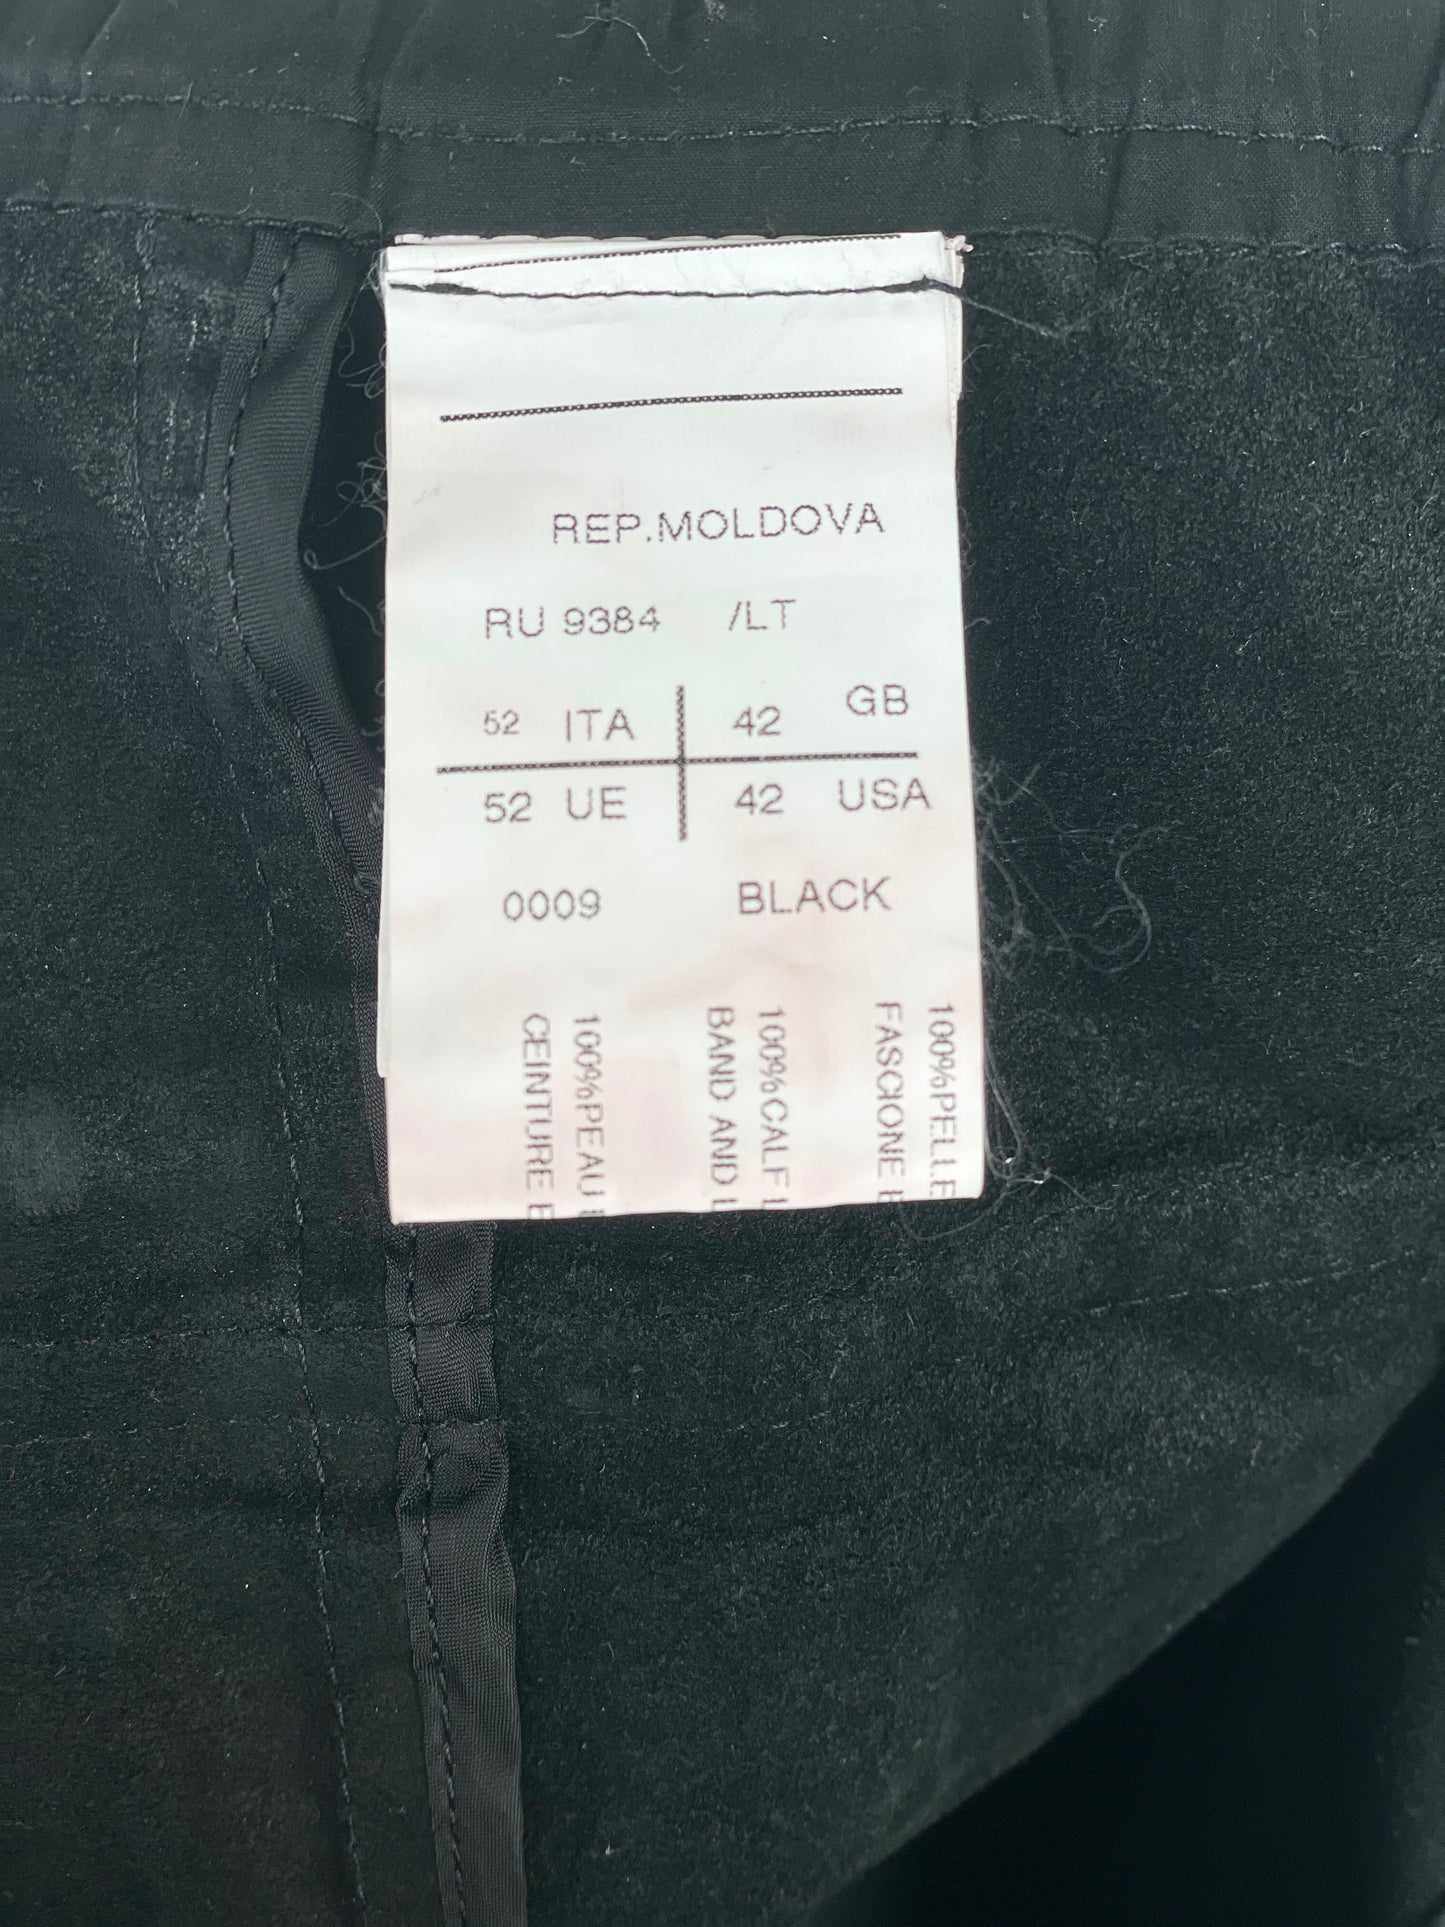 REP.MOLDOVA
RU 9384 /LT
52 ITA 42 GB
52 UE 42 USA
0009 BLACK
100%PELLE
FASCIONE
100%CALF
BAND AND
100%PEAU
CEINTURE